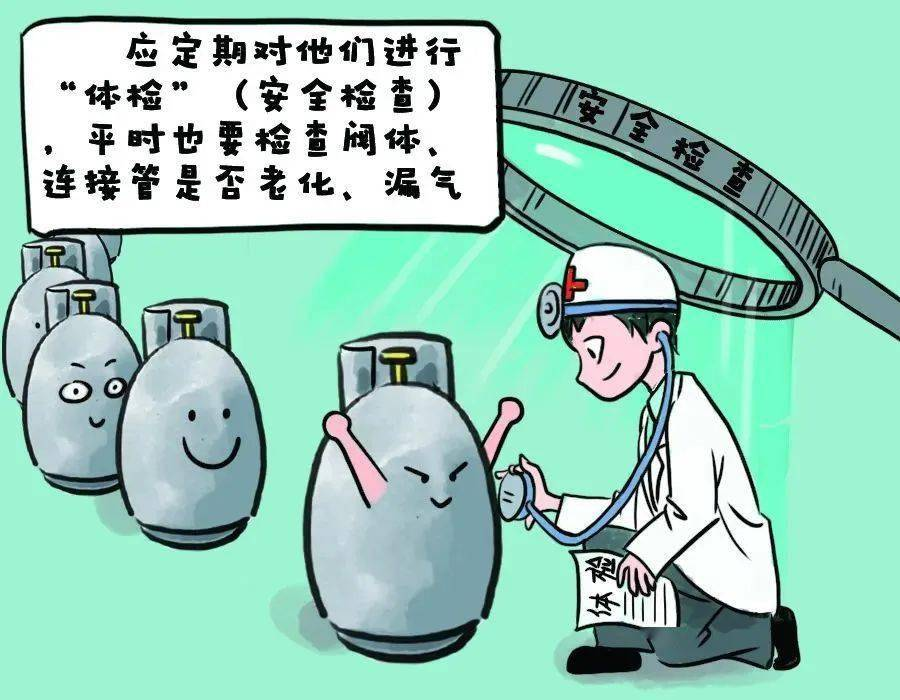 应定期对他们进行
“体检”（安全检查）
，平时也要检查阀体、
连接管是否老化、漏气
安全检查
体检